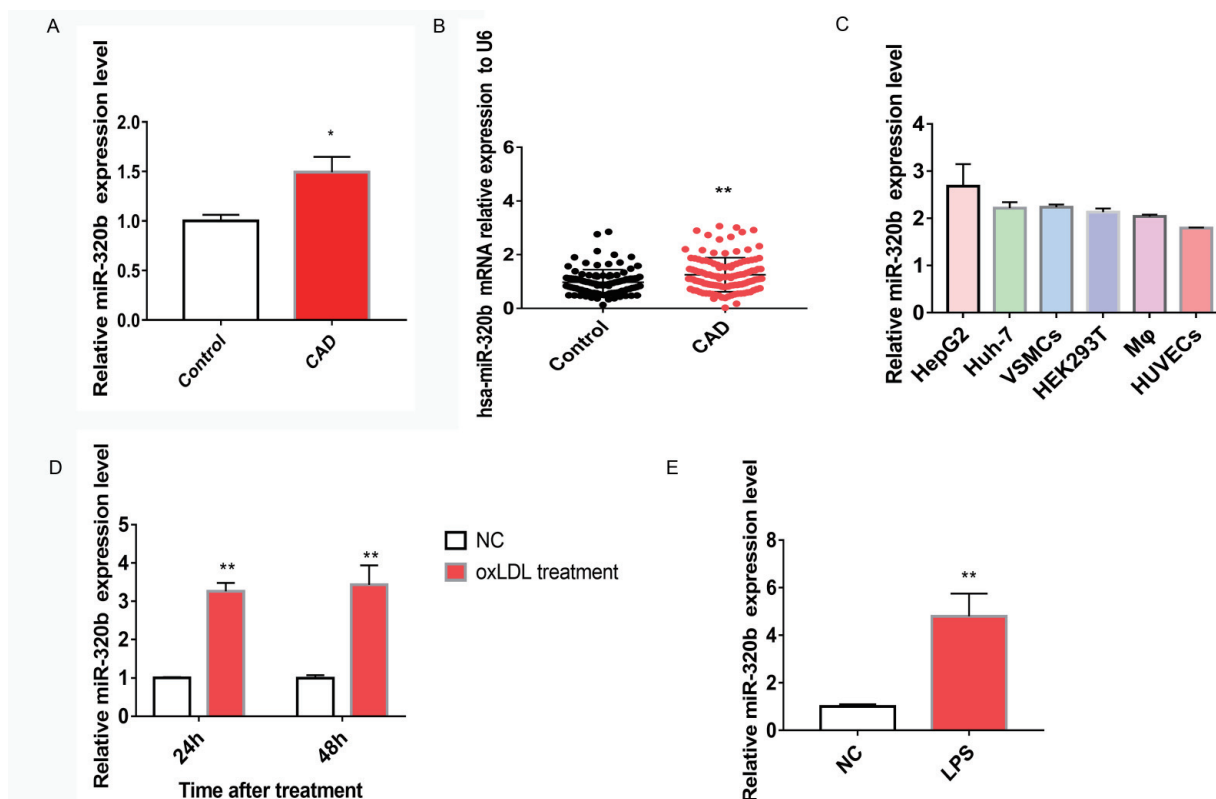 A
Relative miR-320b expression level
2.0
1.5
1.0
0.5
0.0
*
Control
CAD
B
hsa-miR-320b mRNA relative expression to U6
6
4
2
0
**
Control
CAD
C
Relative miR-320b expression level
4
3
2
1
0
HepG2
Huh-7
VSMCs
HEK293T
Mφ
HUVECs
D
Relative miR-320b expression level
5
4
3
2
1
0
**
**
24h
48h
Time after treatment
NC
oxLDL treatment
E
Relative miR-320b expression level
8
6
4
2
0
**
NC
LPS